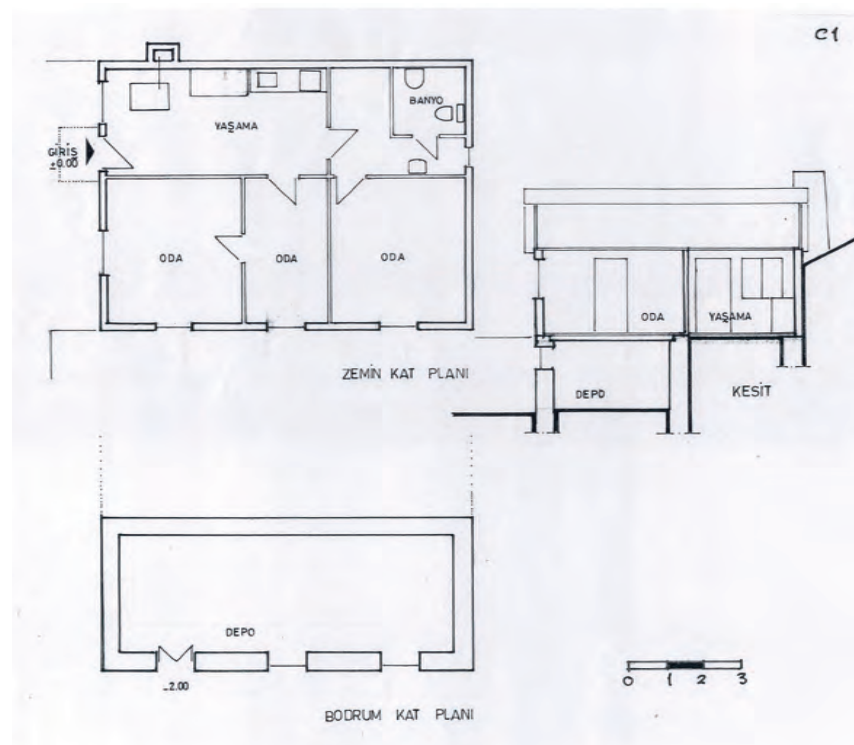 C1
BANYO
YAŞAMA
GİRİŞ
±0.00
ODA
ODA
ODA
ZEMİN KAT PLANI
ODA
YAŞAMA
DEPO
KESİT
DEPO
-2.00
0 1 2 3
BODRUM KAT PLANI